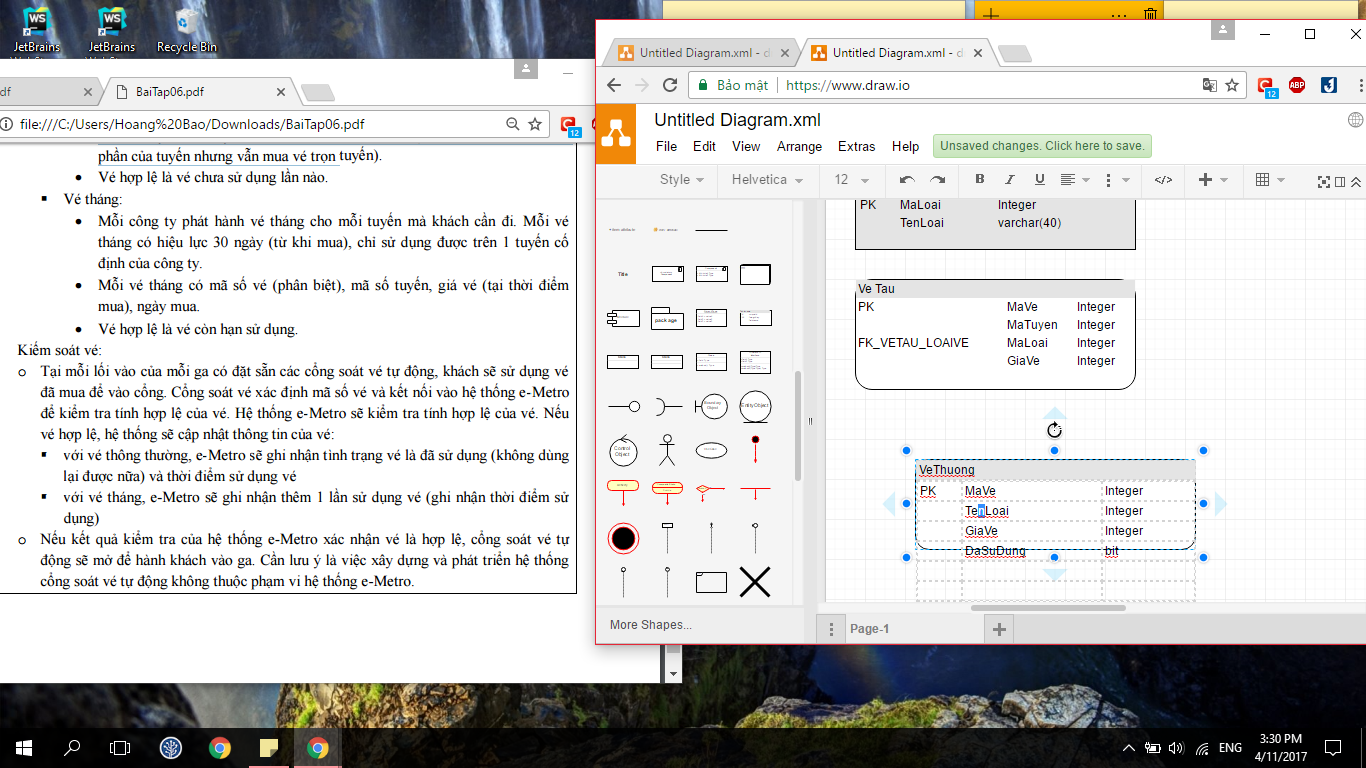 JetBrains
JetBrains
Recycle Bin
df
BaiTap06.pdf
file:///C:/Users/Hoang%20Bao/Downloads/BaiTap06.pdf
12
phần của tuyến nhưng vẫn mua vé trọn tuyến).
• Vé hợp lệ là vé chưa sử dụng lần nào.
▪ Vé tháng:
• Mỗi công ty phát hành vé tháng cho mỗi tuyến mà khách cần đi. Mỗi vé
tháng có hiệu lực 30 ngày (từ khi mua), chỉ sử dụng được trên 1 tuyến cố
định của công ty.
• Mỗi vé tháng có mã số vé (phân biệt), mã số tuyến, giá vé (tại thời điểm
mua), ngày mua.
• Vé hợp lệ là vé còn hạn sử dụng.
Kiểm soát vé:
o Tại mỗi lối vào của mỗi ga có đặt sẵn các cổng soát vé tự động, khách sẽ sử dụng vé
đã mua để vào cổng. Cổng soát vé xác định mã số vé và kết nối vào hệ thống e-Metro
để kiểm tra tính hợp lệ của vé. Hệ thống e-Metro sẽ kiểm tra tính hợp lệ của vé. Nếu
vé hợp lệ, hệ thống sẽ cập nhật thông tin của vé:
▪ với vé thông thường, e-Metro sẽ ghi nhận tình trạng vé là đã sử dụng (không dùng
lại được nữa) và thời điểm sử dụng vé
▪ với vé tháng, e-Metro sẽ ghi nhận thêm 1 lần sử dụng vé (ghi nhận thời điểm sử
dụng)
o Nếu kết quả kiểm tra của hệ thống e-Metro xác nhận vé là hợp lệ, cổng soát vé tự
động sẽ mở để hành khách vào ga. Cần lưu ý là việc xây dựng và phát triển hệ thống
cổng soát vé tự động không thuộc phạm vi hệ thống e-Metro.
Untitled Diagram.xml - d
Untitled Diagram.xml - d
Bảo mật
https://www.draw.io
12
ABP
Untitled Diagram.xml
File Edit View Arrange Extras Help
Unsaved changes. Click here to save.
Style Helvetica 12 B I U
Title
package
Control Object
Entity Object
More Shapes...
PK MaLoai Integer
TenLoai varchar(40)
Ve Tau
PK MaVe Integer
MaTuyen Integer
FK_VETAU_LOAIVE MaLoai Integer
GiaVe Integer
VeThuong
PK MaVe Integer
TenLoai Integer
GiaVe Integer
DaSuDung bit
Page-1
ENG
3:30 PM
4/11/2017